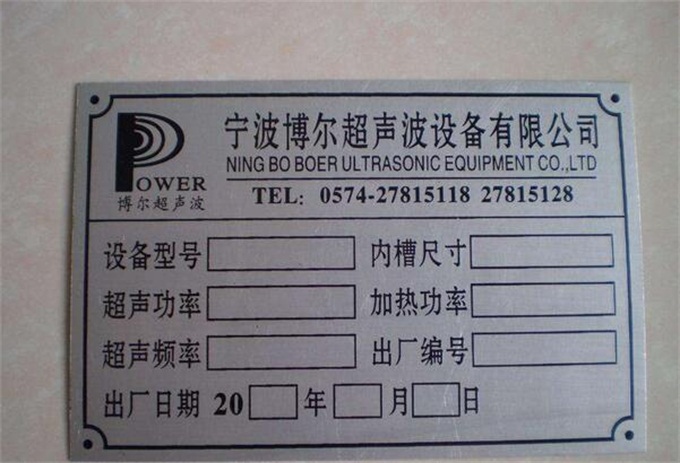 宁波博尔超声波设备有限公司
NING BO BOER ULTRASONIC EQUIPMENT CO.,LTD
POWER
博尔超声波
TEL: 0574-27815118 27815128
设备型号 内槽尺寸
超声功率 加热功率
超声频率 出厂编号
出厂日期 20 年 月 日